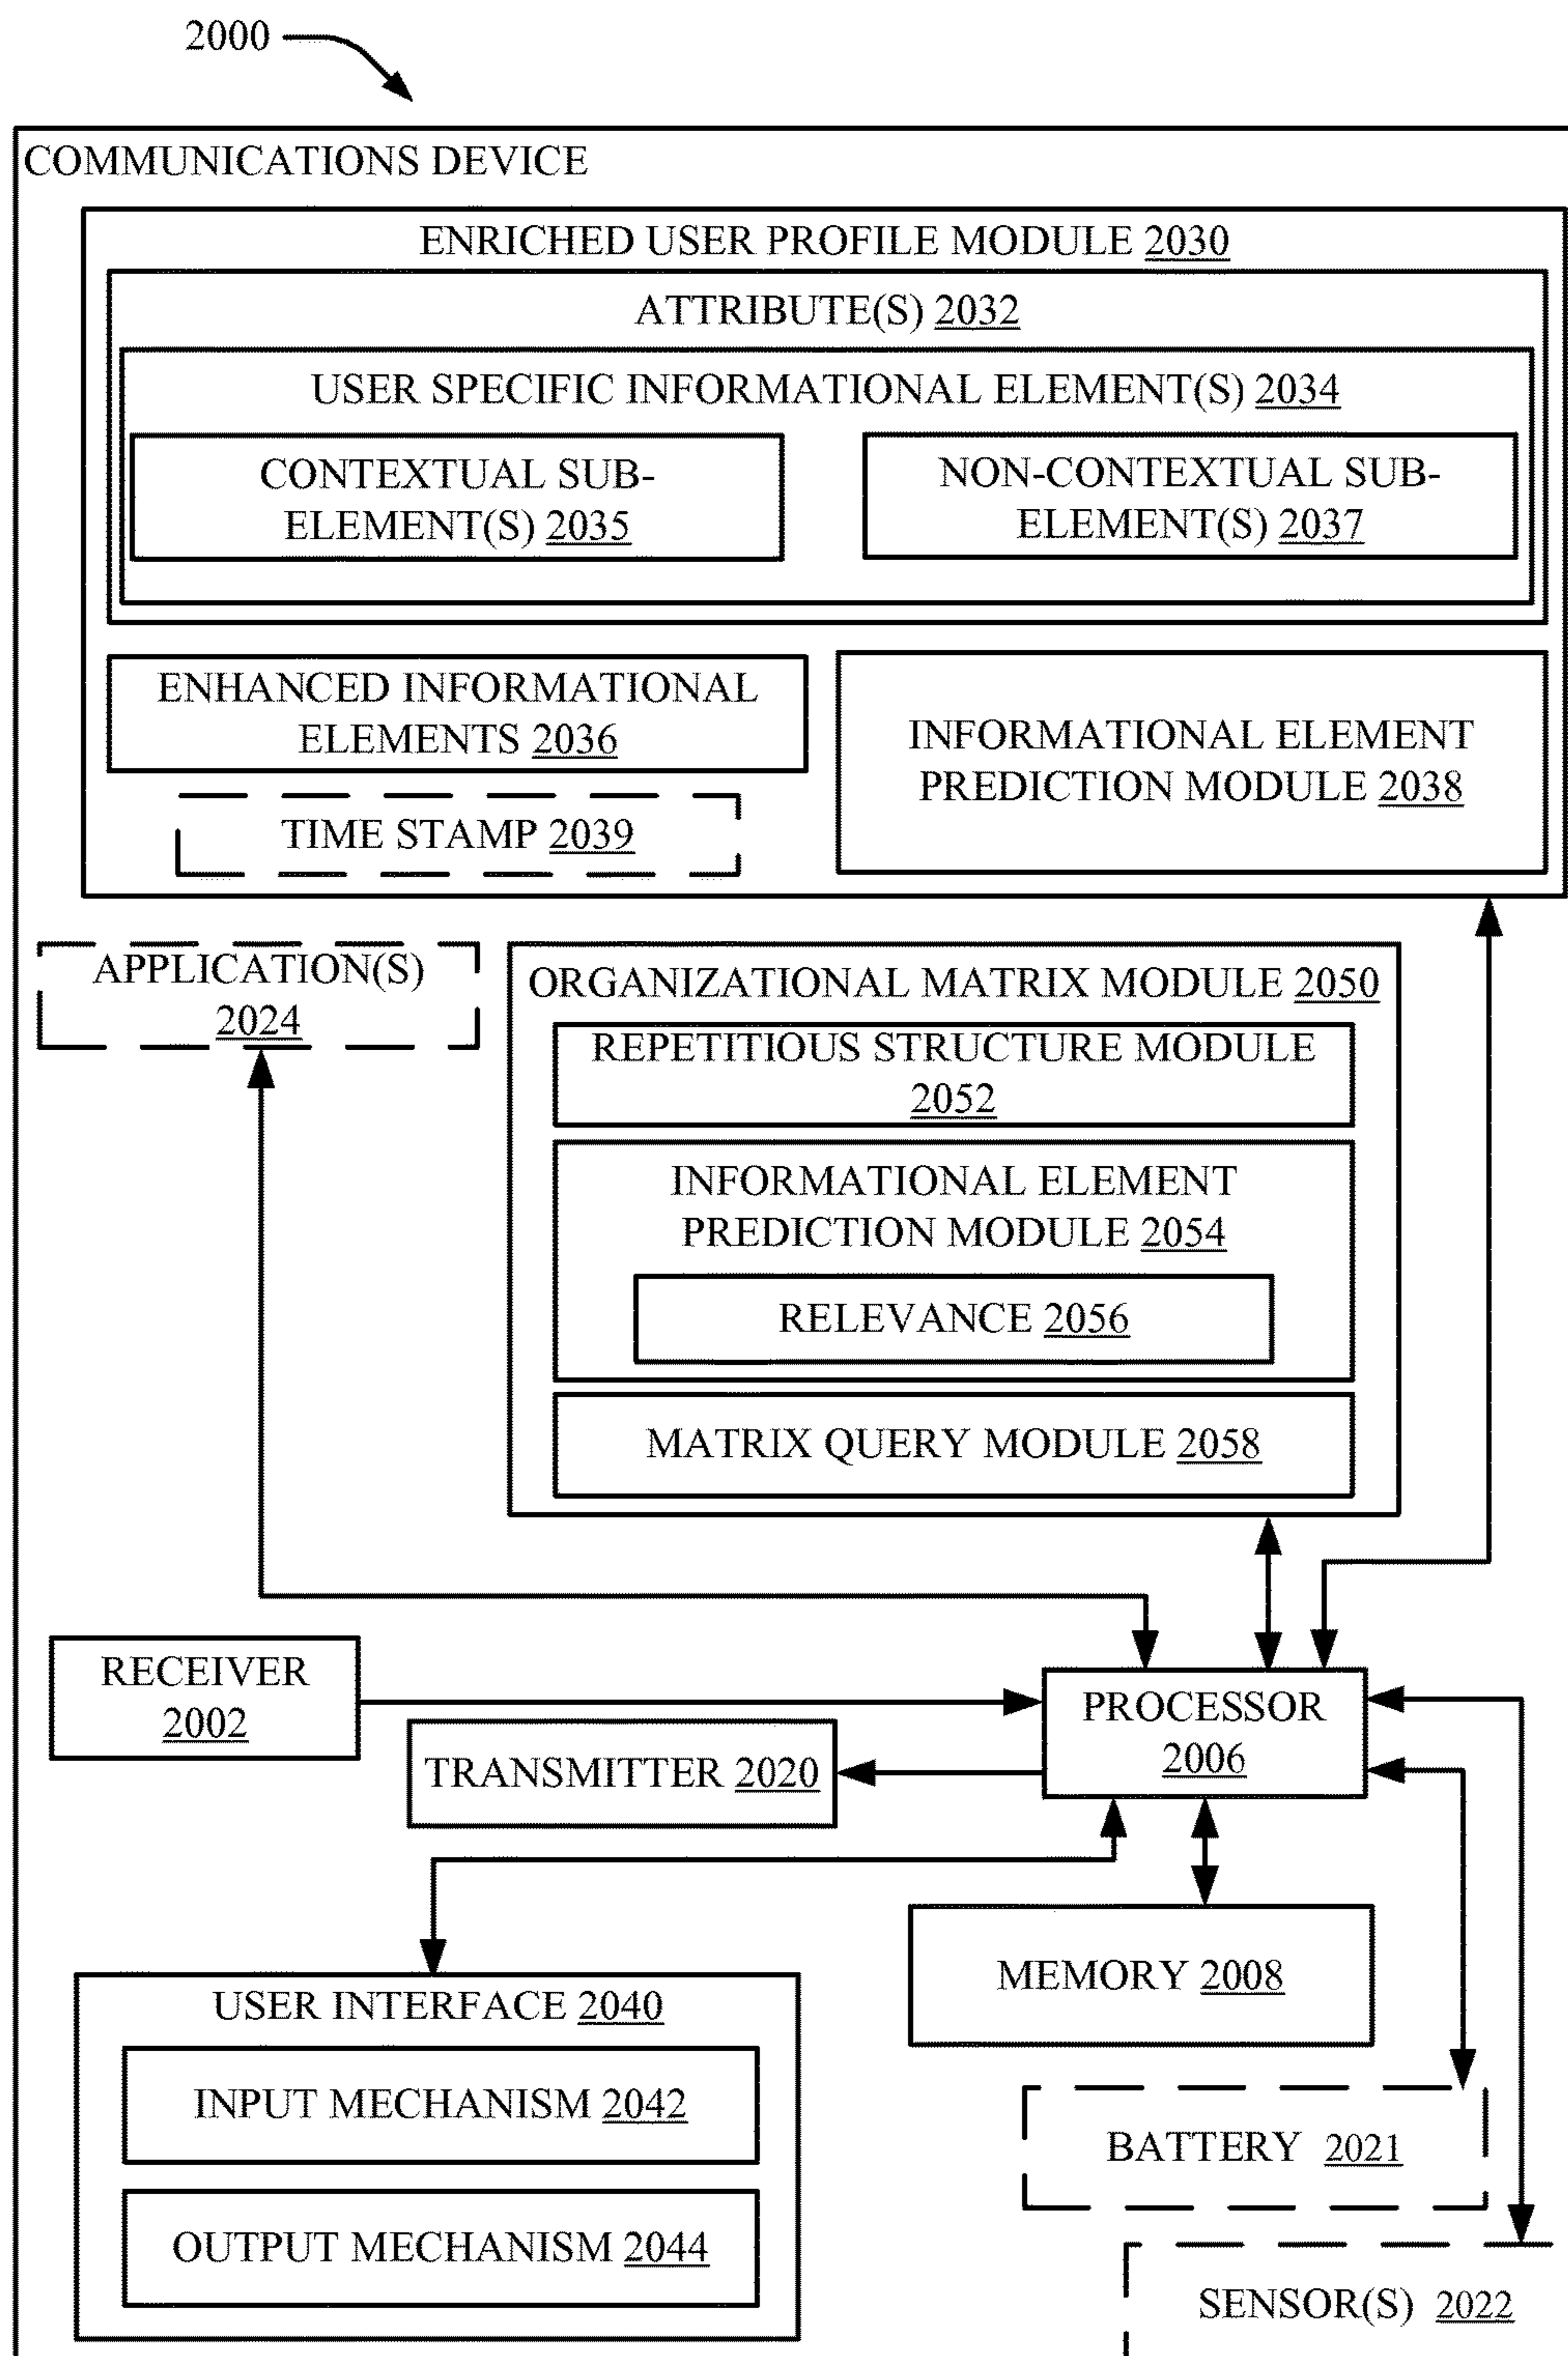 2000
COMMUNICATIONS DEVICE
ENRICHED USER PROFILE MODULE 2030
ATTRIBUTE(S) 2032
USER SPECIFIC INFORMATIONAL ELEMENT(S) 2034
CONTEXTUAL SUB-
ELEMENT(S) 2035
NON-CONTEXTUAL SUB-
ELEMENT(S) 2037
ENHANCED INFORMATIONAL
ELEMENTS 2036
INFORMATIONAL ELEMENT
PREDICTION MODULE 2038
TIME STAMP 2039
APPLICATION(S)
2024
ORGANIZATIONAL MATRIX MODULE 2050
REPETITIOUS STRUCTURE MODULE
2052
INFORMATIONAL ELEMENT
PREDICTION MODULE 2054
RELEVANCE 2056
MATRIX QUERY MODULE 2058
RECEIVER
2002
PROCESSOR
2006
TRANSMITTER 2020
MEMORY 2008
USER INTERFACE 2040
INPUT MECHANISM 2042
OUTPUT MECHANISM 2044
BATTERY 2021
SENSOR(S) 2022